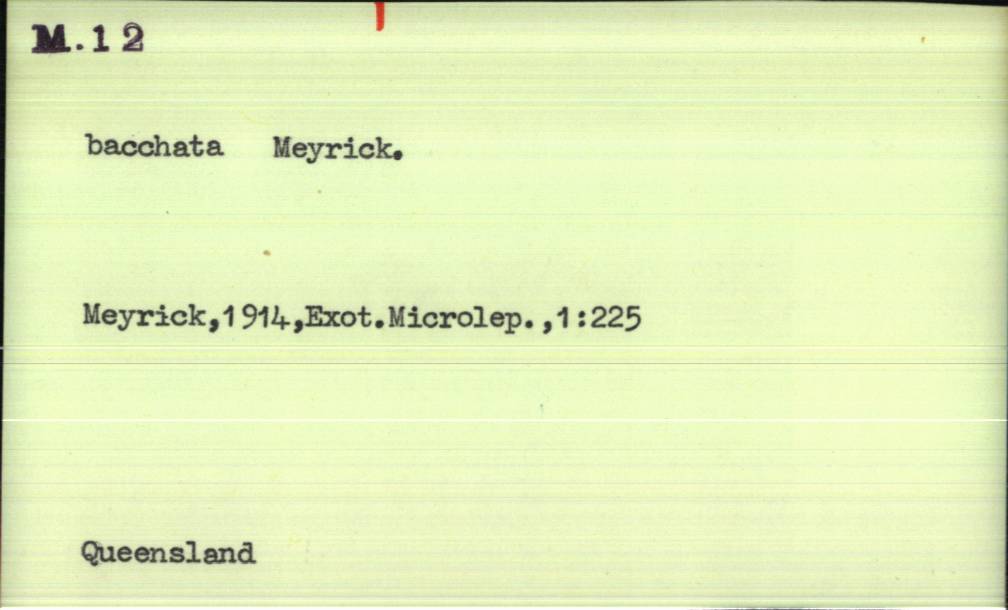 M.12
bacchata Meyrick.
Meyrick,1914,Exot.Microlep.,1:225
Queensland